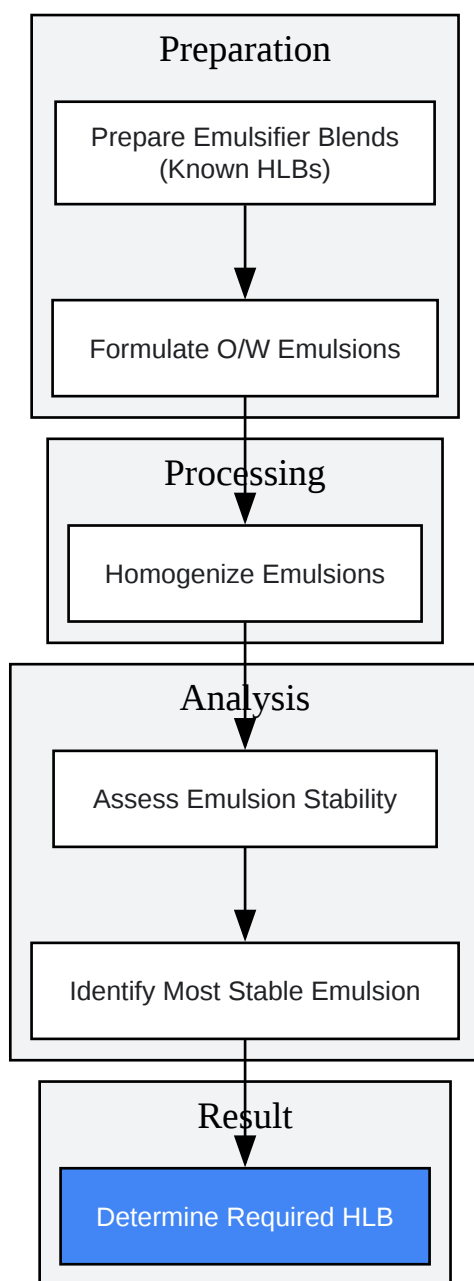 Preparation
Prepare Emulsifier Blends
(Known HLBs)
Formulate O/W Emulsions
Processing
Homogenize Emulsions
Analysis
Assess Emulsion Stability
Identify Most Stable Emulsion
Result
Determine Required HLB